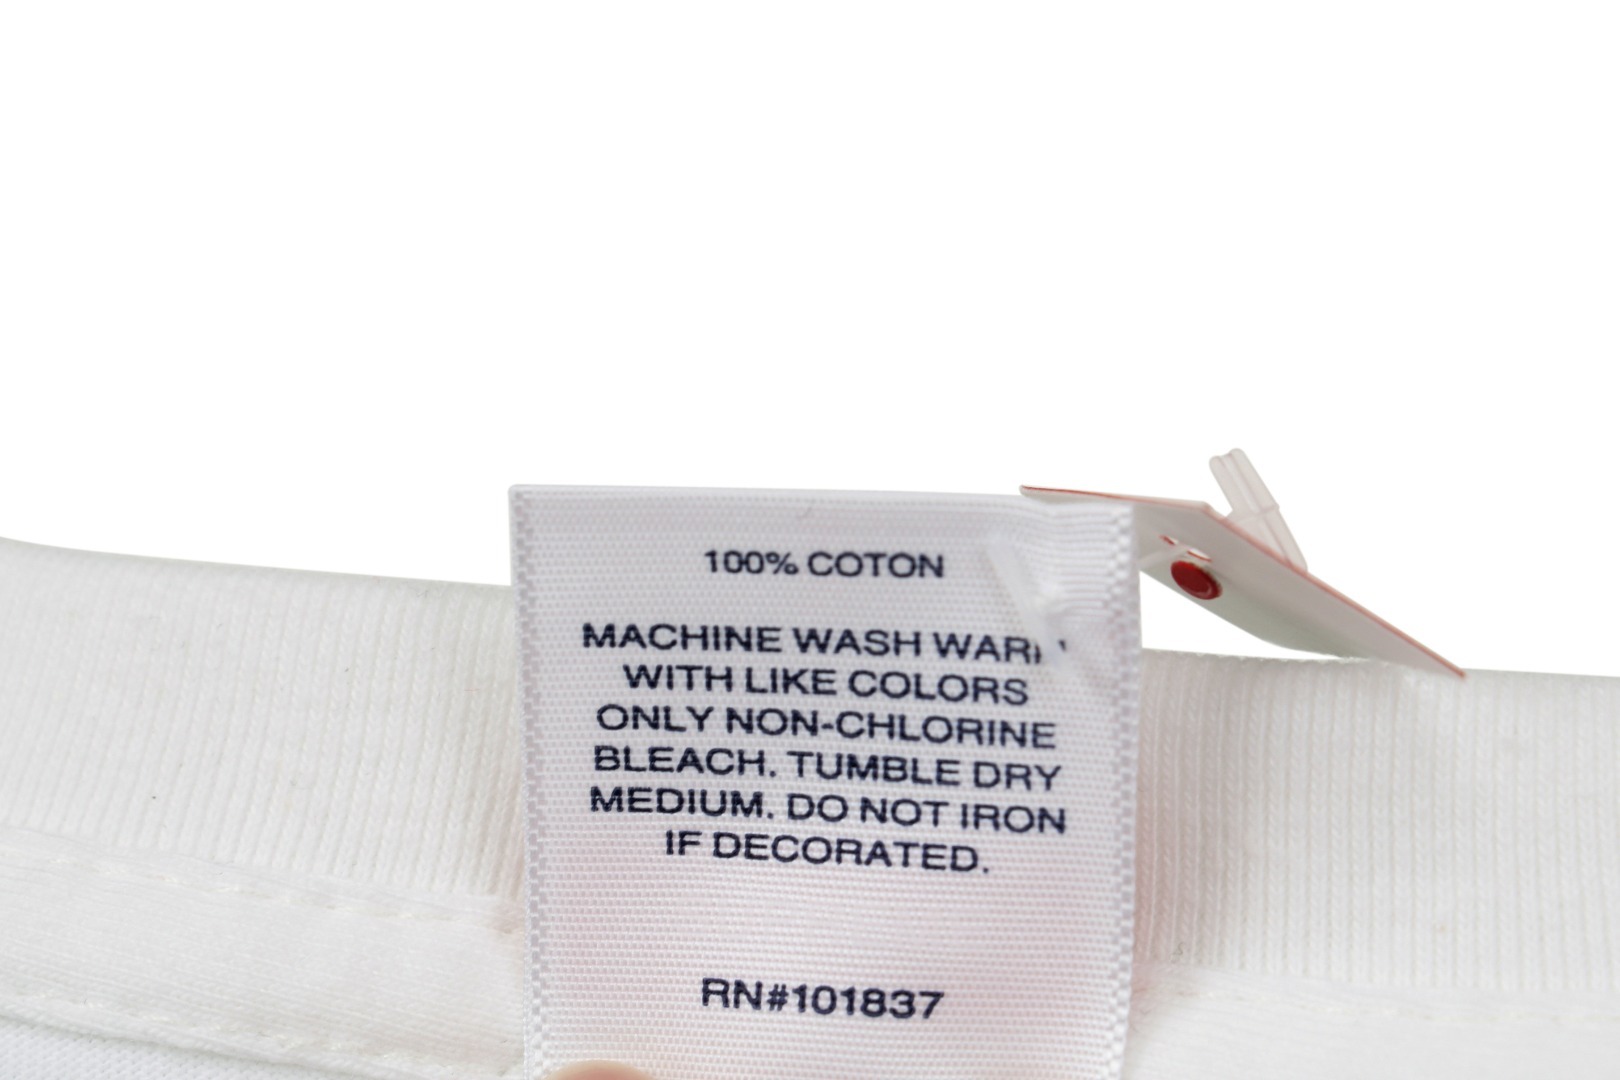 100% COTON
MACHINE WASH WARM
WITH LIKE COLORS
ONLY NON-CHLORINE
BLEACH. TUMBLE DRY
MEDIUM. DO NOT IRON
IF DECORATED.
RN#101837